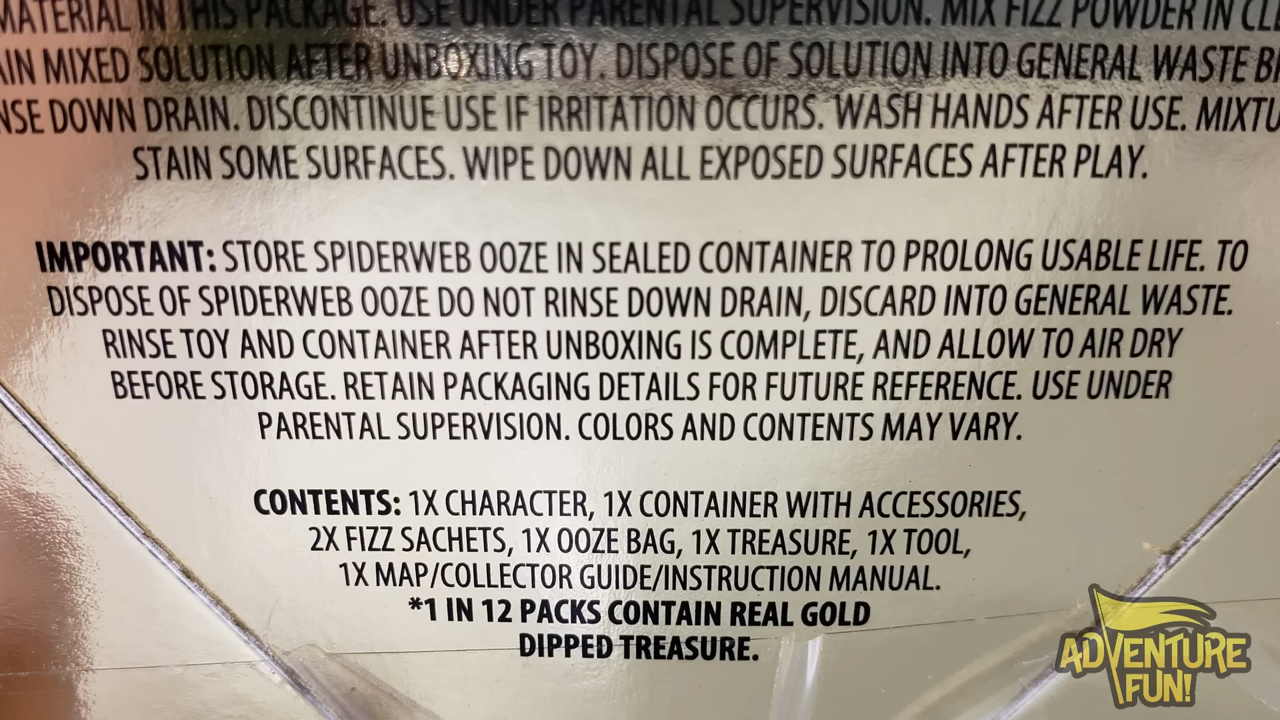 MATERIAL IN THIS PACKAGE. USE UNDER PARENTAL SUPERVISION. MIX FIZZ POWDER IN
MIXED SOLUTION AFTER UNBOXING TOY. DISPOSE OF SOLUTION INTO GENERAL WASTE
DOWN DRAIN. DISCONTINUE USE IF IRRITATION OCCURS. WASH HANDS AFTER USE.
STAIN SOME SURFACES. WIPE DOWN ALL EXPOSED SURFACES AFTER PLAY.
IMPORTANT: STORE SPIDERWEB OOZE IN SEALED CONTAINER TO PROLONG USABLE LIFE. TO
DISPOSE OF SPIDERWEB OOZE DO NOT RINSE DOWN DRAIN, DISCARD INTO GENERAL WASTE.
RINSE TOY AND CONTAINER AFTER UNBOXING IS COMPLETE, AND ALLOW TO AIR DRY
BEFORE STORAGE. RETAIN PACKAGING DETAILS FOR FUTURE REFERENCE. USE UNDER
PARENTAL SUPERVISION. COLORS AND CONTENTS MAY VARY.
CONTENTS: 1X CHARACTER, 1X CONTAINER WITH ACCESSORIES,
2X FIZZ SACHETS, 1X OOZE BAG, 1X TREASURE, 1X TOOL,
1X MAP/COLLECTOR GUIDE/INSTRUCTION MANUAL.
*1 IN 12 PACKS CONTAIN REAL GOLD
DIPPED TREASURE.
ADVENTURE
FUN!